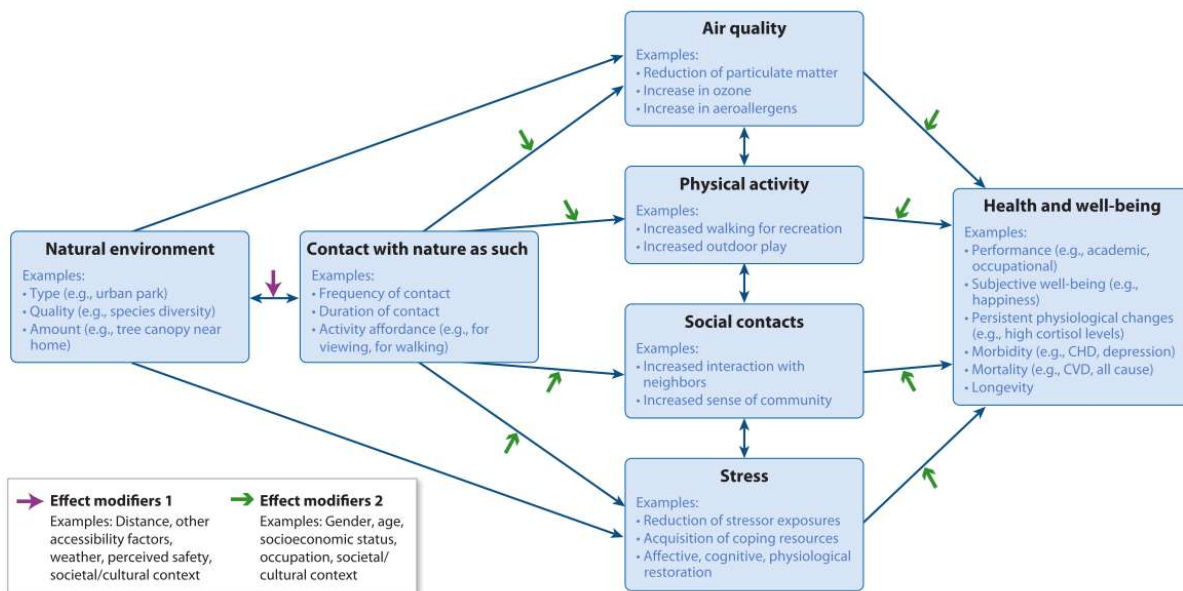 Air quality
Examples:
• Reduction of particulate matter
• Increase in ozone
• Increase in aeroallergens
Physical activity
Examples:
• Increased walking for recreation
• Increased outdoor play
Natural environment
Examples:
• Type (e.g., urban park)
• Quality (e.g., species diversity)
• Amount (e.g., tree canopy near
home)
Contact with nature as such
Examples:
• Frequency of contact
• Duration of contact
• Activity affordance (e.g., for
viewing, for walking)
Social contacts
Examples:
• Increased interaction with
neighbors
• Increased sense of community
Health and well-being
Examples:
• Performance (e.g., academic,
occupational)
• Subjective well-being (e.g.,
happiness)
• Persistent physiological changes
(e.g., high cortisol levels)
• Morbidity (e.g., CHD, depression)
• Mortality (e.g., CVD, all cause)
• Longevity
Stress
Examples:
• Reduction of stressor exposures
• Acquisition of coping resources
• Affective, cognitive, physiological
restoration
Effect modifiers 1
Examples: Distance, other
accessibility factors,
weather, perceived safety,
societal/cultural context
Effect modifiers 2
Examples: Gender, age,
socioeconomic status,
occupation, societal/
cultural context